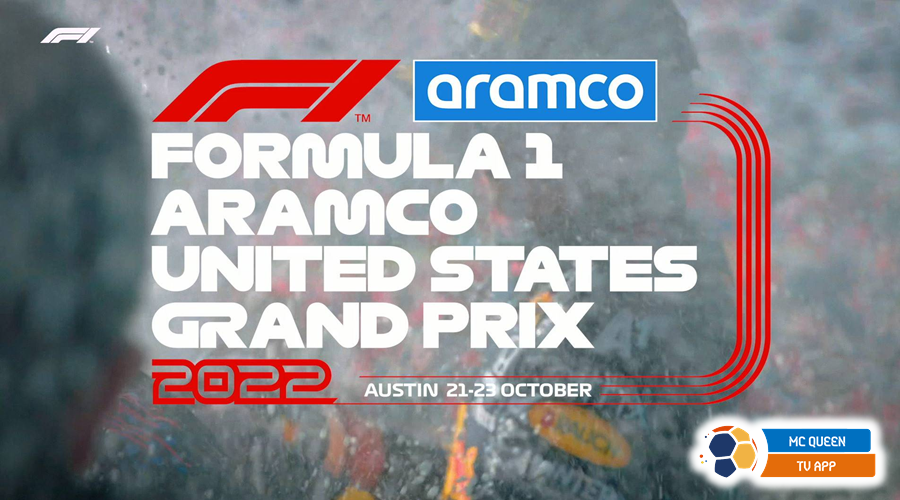 F1
F1 TM aramco
FORMULA 1
ARAMCO
UNITED STATES
GRAND PRIX
2022
AUSTIN 21-23 OCTOBER
MC QUEEN
TV APP